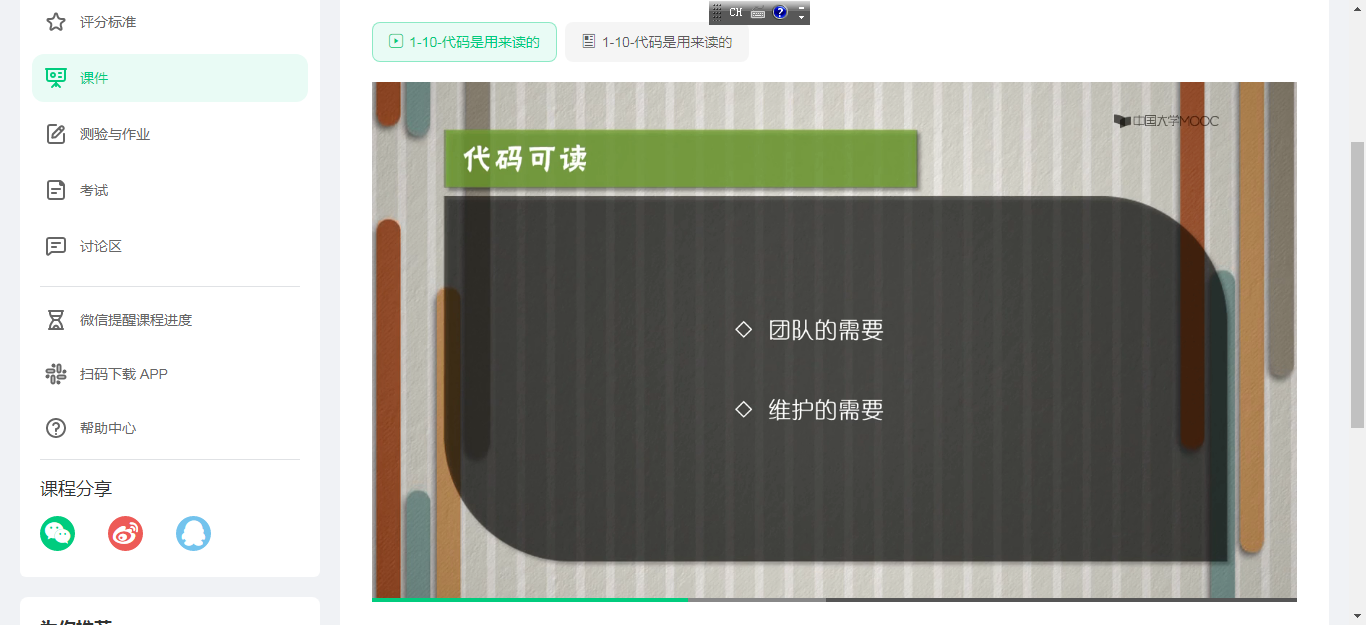 评分标准
课件
测验与作业
考试
讨论区
微信提醒课程进度
扫码下载 APP
帮助中心
课程分享
为你推荐
CH
1-10-代码是用来读的
1-10-代码是用来读的
中国大学MOOC
代码可读
◇ 团队的需要
◇ 维护的需要